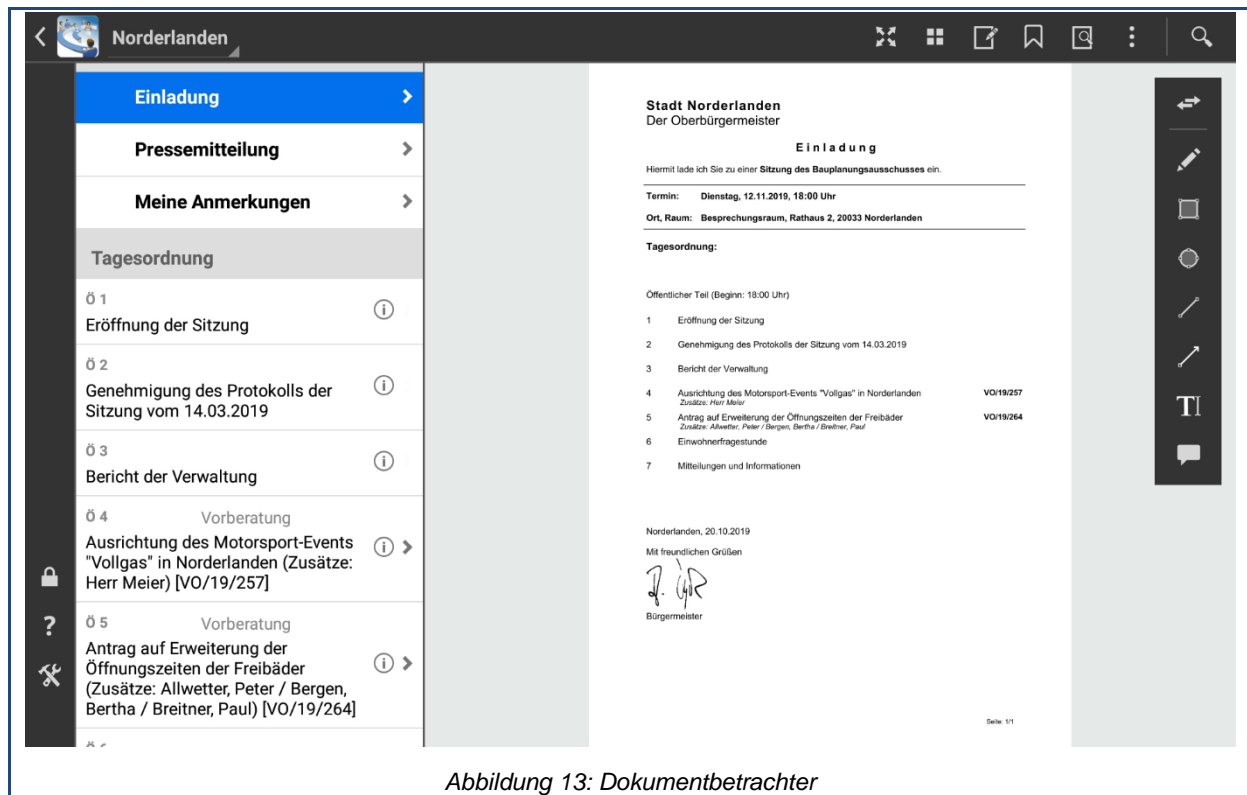 Norderlanden
Einladung
Pressemitteilung
Meine Anmerkungen
Tagesordnung
Ö 1
Eröffnung der Sitzung
Ö 2
Genehmigung des Protokolls der
Sitzung vom 14.03.2019
Ö 3
Bericht der Verwaltung
Ö 4 Vorberatung
Ausrichtung des Motorsport-Events
"Vollgas" in Norderlanden (Zusätze:
Herr Meier) [VO/19/257]
Ö 5 Vorberatung
Antrag auf Erweiterung der
Öffnungszeiten der Freibäder
(Zusätze: Allwetter, Peter / Bergen,
Bertha / Breitner, Paul) [VO/19/264]
Stadt Norderlanden
Der Oberbürgermeister
Einladung
Hiermit lade ich Sie zu einer Sitzung des Bauplanungsausschusses ein.
Termin: Dienstag, 12.11.2019, 18:00 Uhr
Ort, Raum: Besprechungsraum, Rathaus 2, 20033 Norderlanden
Tagesordnung:
Öffentlicher Teil (Beginn: 18:00 Uhr)
1 Eröffnung der Sitzung
2 Genehmigung des Protokolls der Sitzung vom 14.03.2019
3 Bericht der Verwaltung
4 Ausrichtung des Motorsport-Events "Vollgas" in Norderlanden VO/19/257
Zusätze: Herr Meier
5 Antrag auf Erweiterung der Öffnungszeiten der Freibäder VO/19/264
Zusätze: Allwetter, Peter / Bergen, Bertha / Breitner, Paul
6 Einwohnerfragestunde
7 Mitteilungen und Informationen
Norderlanden, 20.10.2019
Mit freundlichen Grüßen
Bürgermeister
Seite: 1/1
TI
Abbildung 13: Dokumentbetrachter